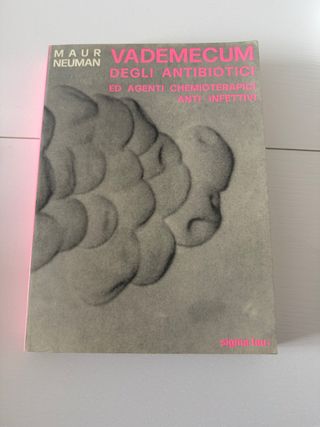 MAUR
NEUMAN
VADEMECUM
DEGLI ANTIBIOTICI
ED AGENTI CHEMIOTERAPICI
ANTI INFETTIVI